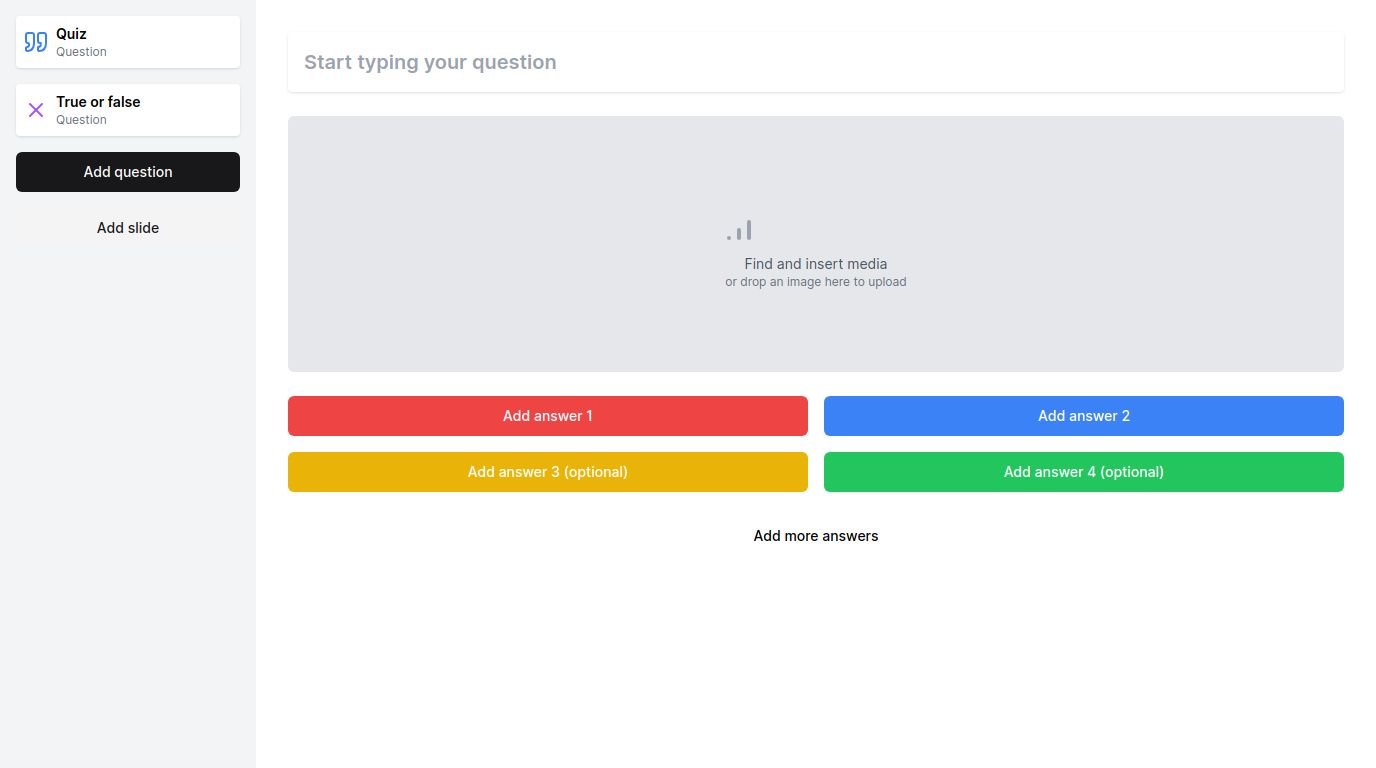 Quiz
Question
True or false
Question
Add question
Add slide
Start typing your question
Find and insert media
or drop an image here to upload
Add answer 1
Add answer 2
Add answer 3 (optional)
Add answer 4 (optional)
Add more answers